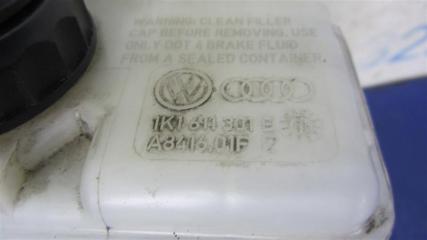 WARNING: CLEAN FILLER
CAP BEFORE REMOVING. USE
ONLY DOT 4 BRAKE FLUID
FROM A SEALED CONTAINER.
1K1 611 301 E
A8416.01F Z